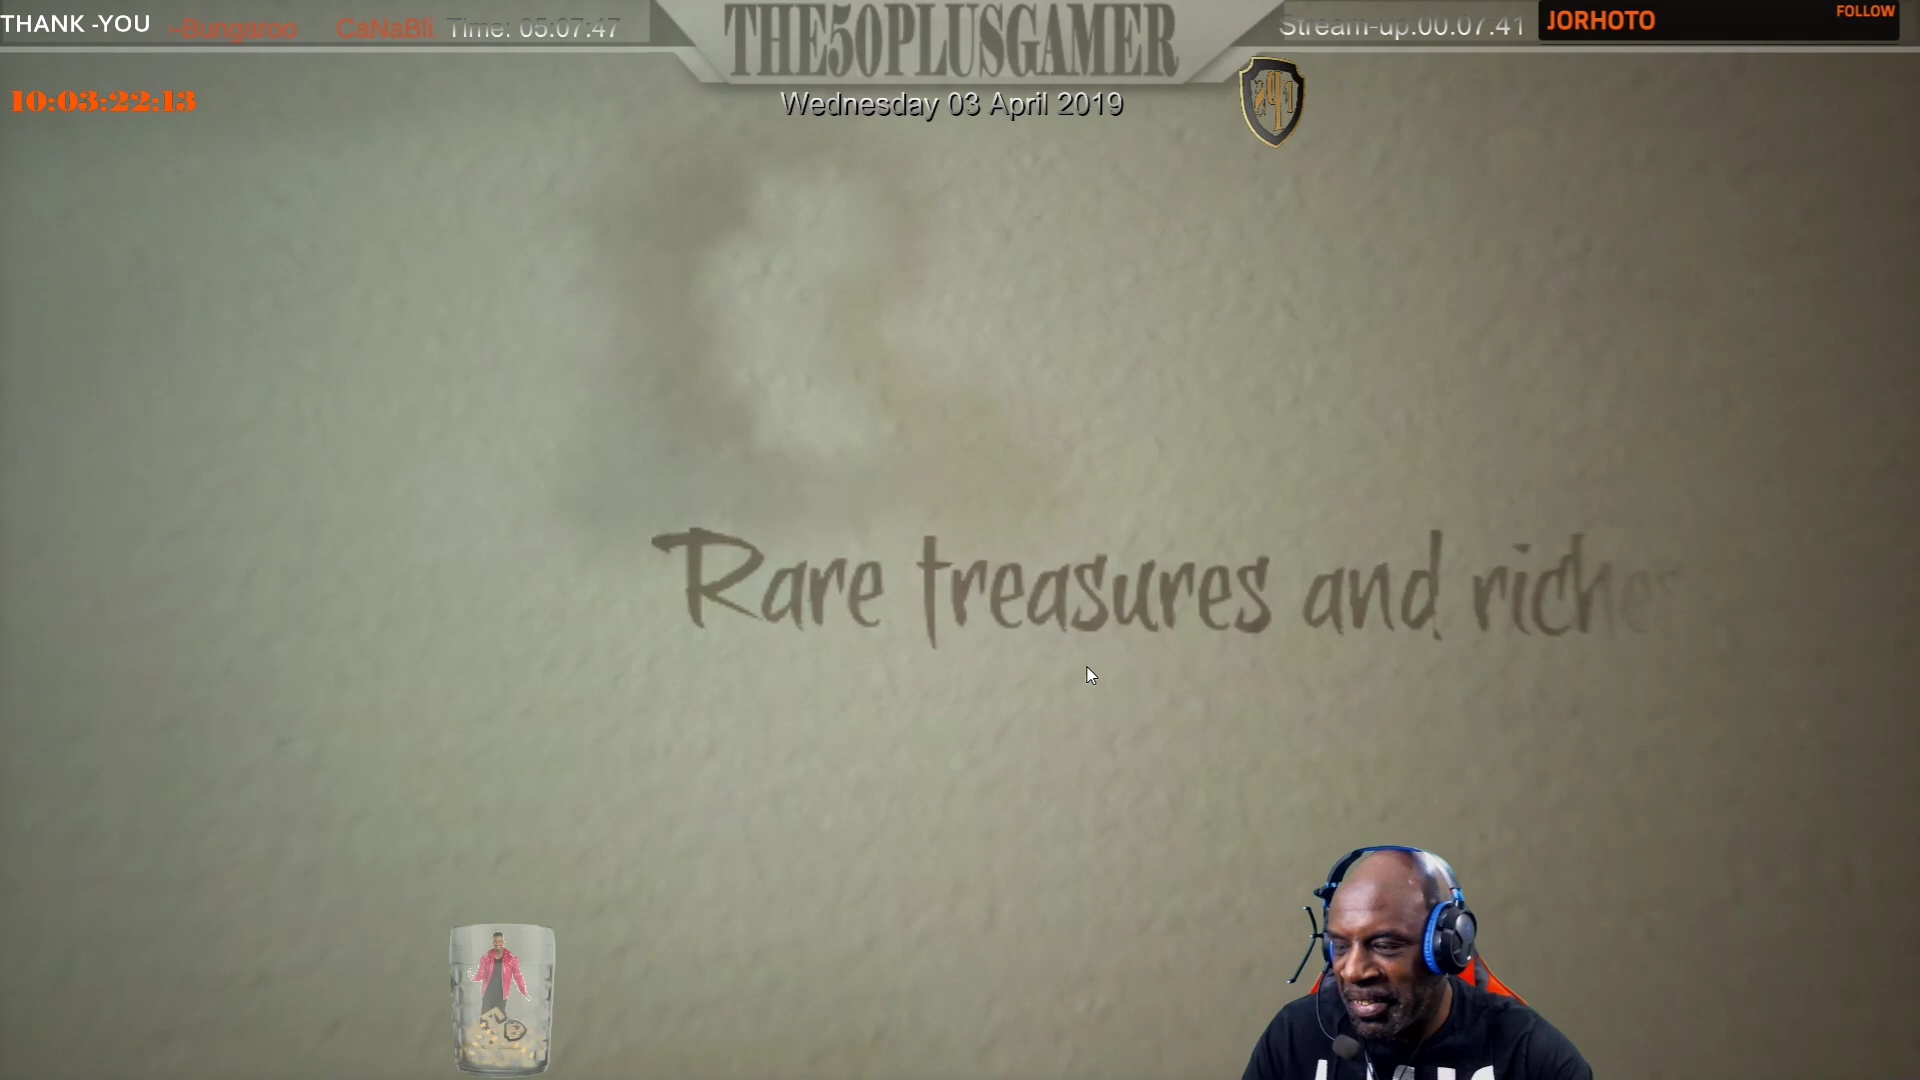 THANK -YOU ~Bungaroo CaNaBli Time: 05:07:47 THE50PLUSGAMER Stream-up:00.07.41 JORHOTO FOLLOW
10:03:22:13 Wednesday 03 April 2019
Rare treasures and riches